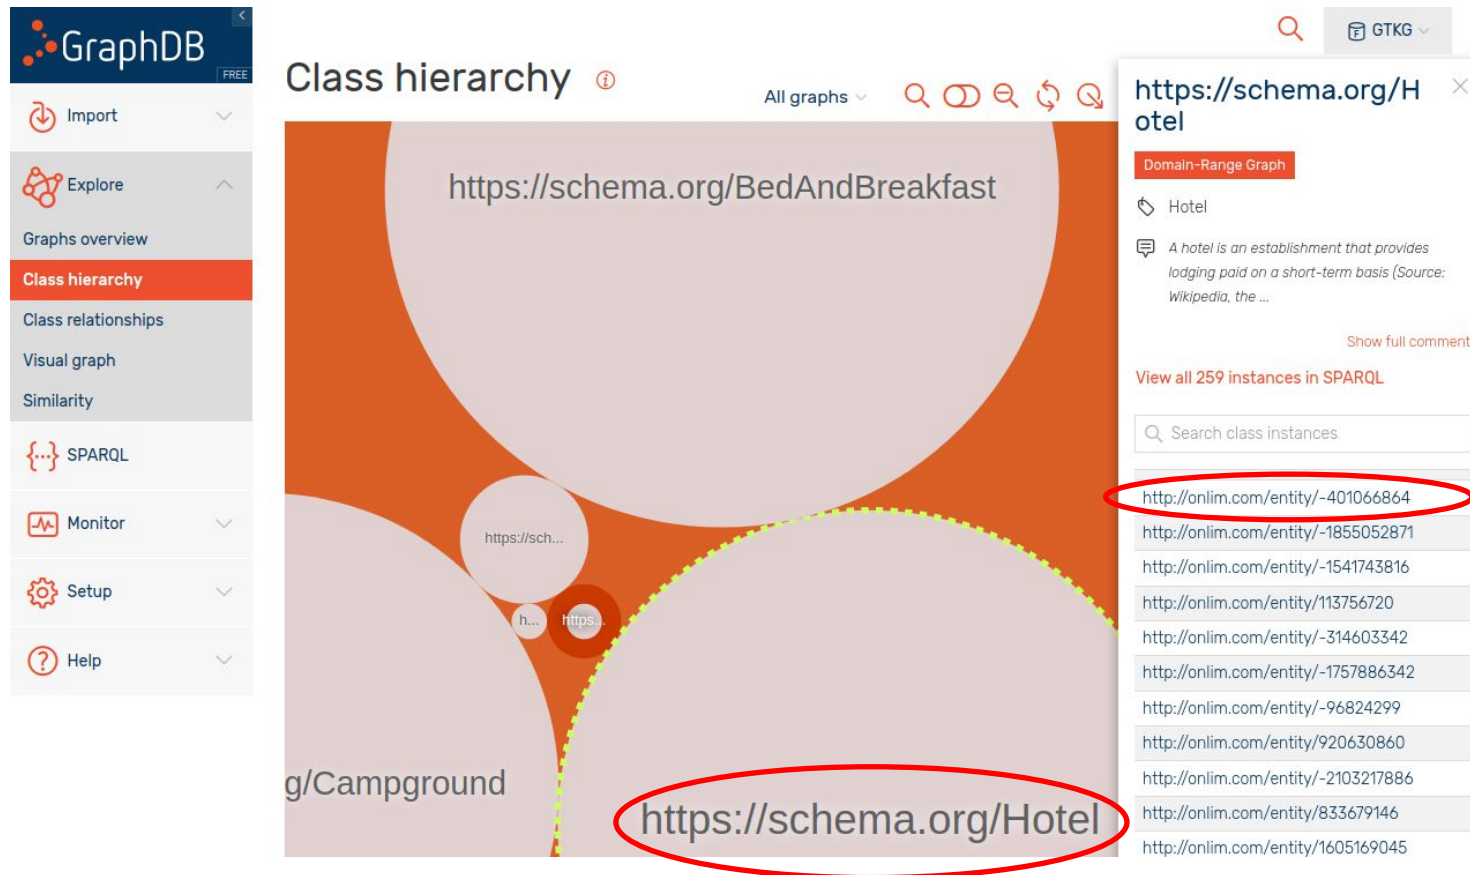 GraphDB
FREE
Import
Explore
Graphs overview
Class hierarchy
Class relationships
Visual graph
Similarity
SPARQL
Monitor
Setup
Help
Class hierarchy
All graphs
GTKG
https://schema.org/BedAndBreakfast
https://sch...
h...
https...
g/Campground
https://schema.org/Hotel
https://schema.org/H
otel
Domain-Range Graph
Hotel
A hotel is an establishment that provides
lodging paid on a short-term basis (Source:
Wikipedia, the ...
Show full comment
View all 259 instances in SPARQL
Search class instances
http://onlim.com/entity/-401066864
http://onlim.com/entity/-1855052871
http://onlim.com/entity/-1541743816
http://onlim.com/entity/113756720
http://onlim.com/entity/-314603342
http://onlim.com/entity/-1757886342
http://onlim.com/entity/-96824299
http://onlim.com/entity/920630860
http://onlim.com/entity/-2103217886
http://onlim.com/entity/833679146
http://onlim.com/entity/1605169045